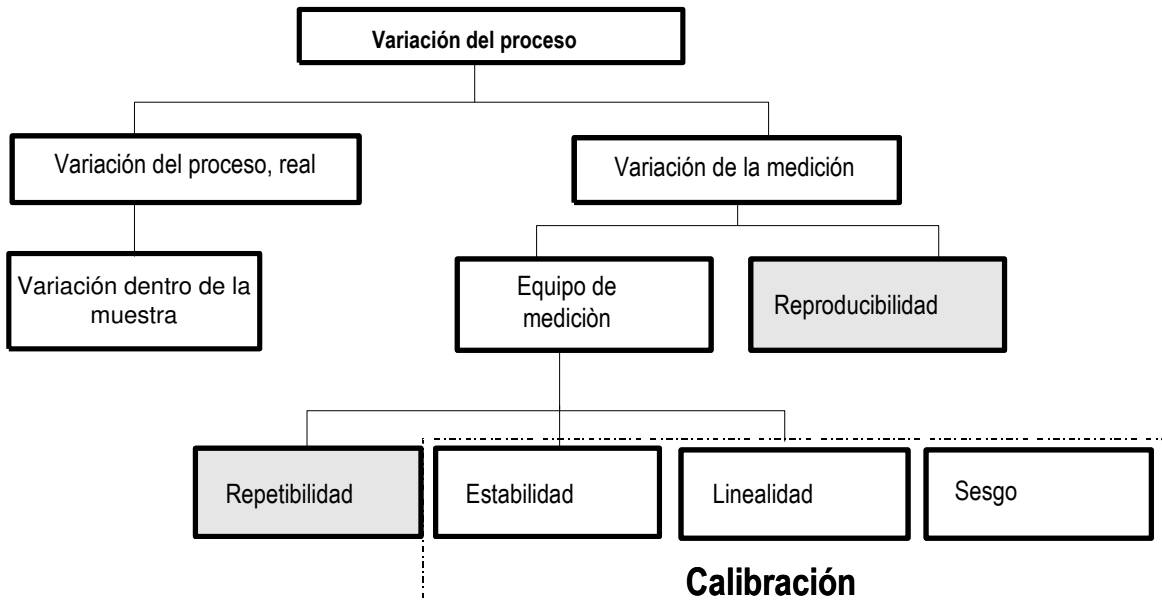 Variación del proceso
Variación del proceso, real
Variación de la medición
Variación dentro de la
muestra
Equipo de
mediciòn
Reproducibilidad
Repetibilidad
Estabilidad
Linealidad
Sesgo
Calibración